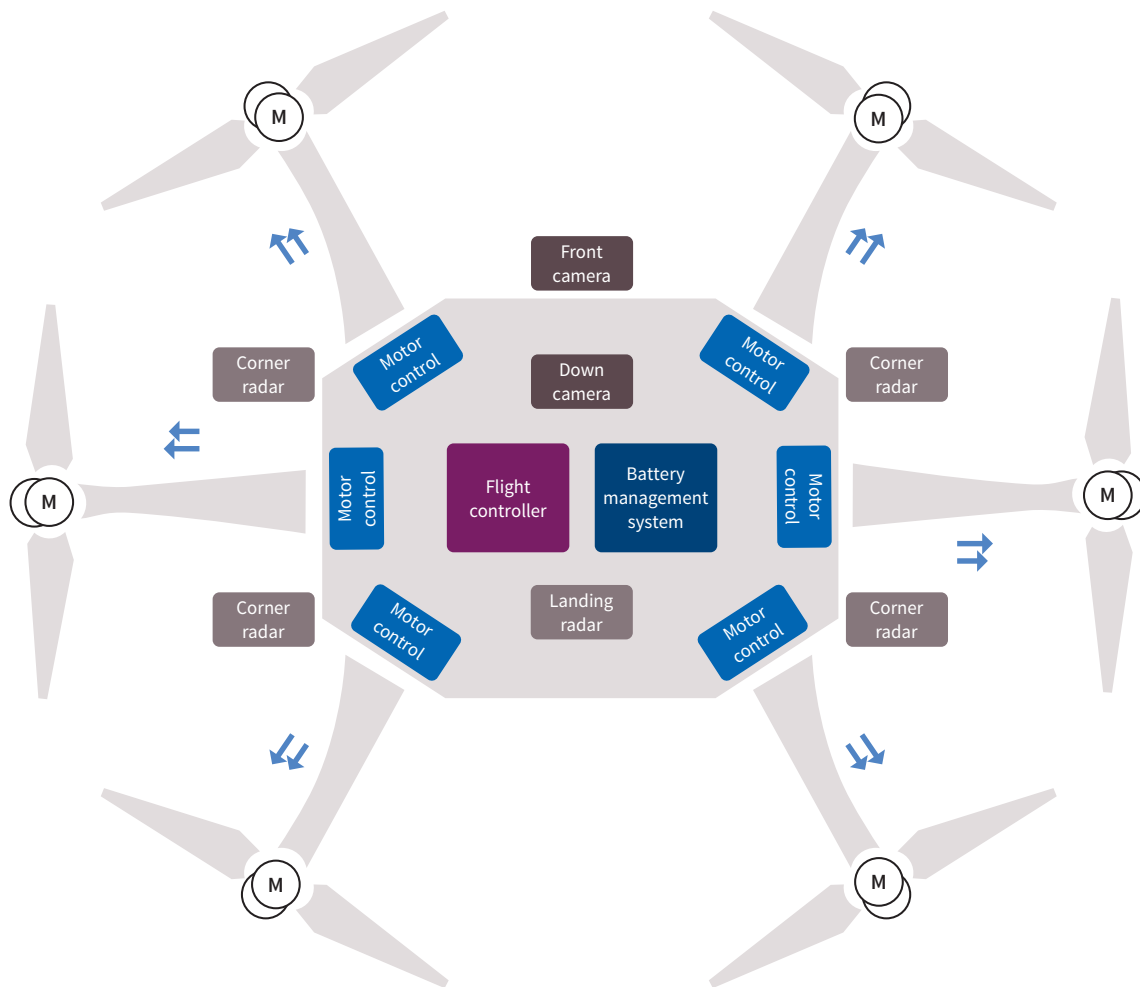 M
M
Front
camera
Motor
control
Motor
control
Corner
radar
Down
camera
Corner
radar
M
Motor
control
Flight
controller
Battery
management
system
Motor
control
M
Corner
radar
Motor
control
Landing
radar
Motor
control
Corner
radar
M
M